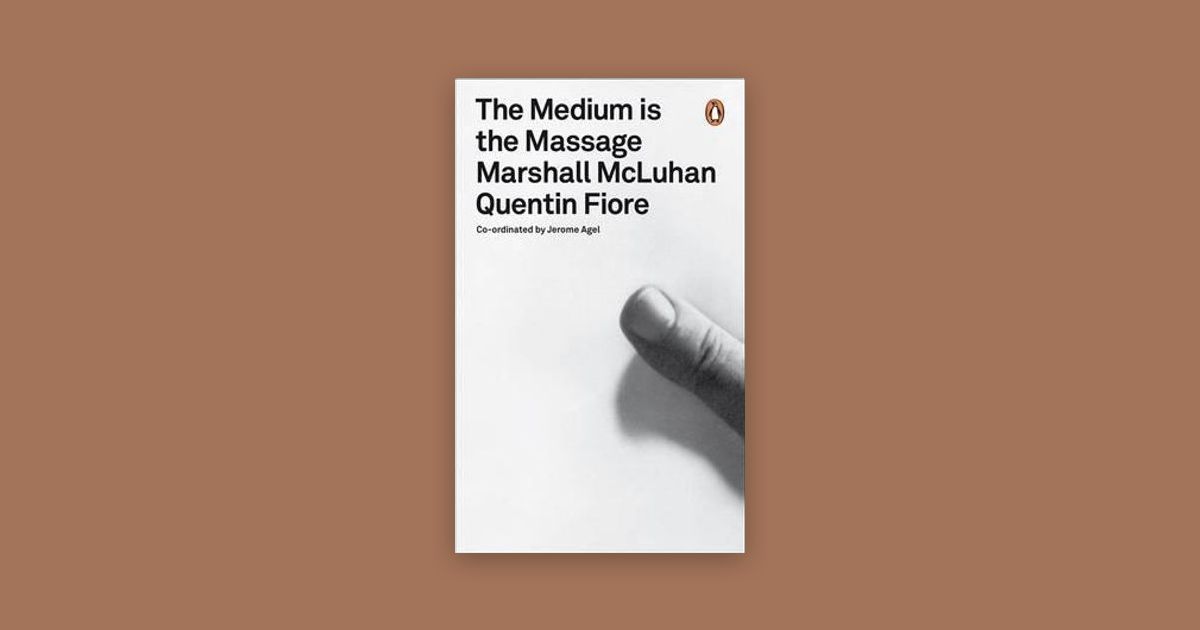 The Medium is
the Massage
Marshall McLuhan
Quentin Fiore
Co-ordinated by Jerome Agel